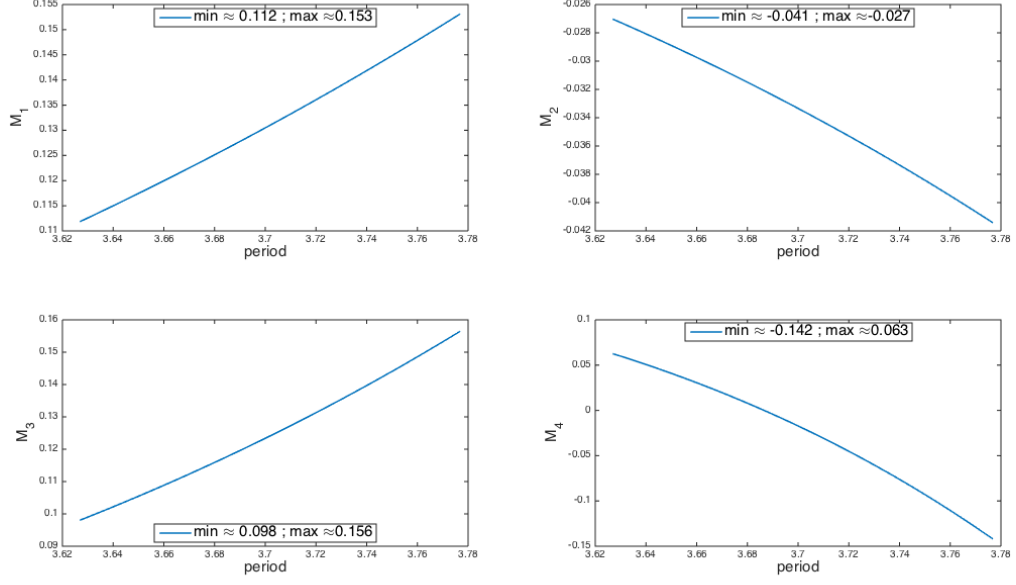 min ≈ 0.112 ; max ≈0.153
0.155
0.15
0.145
0.14
0.135
0.13
0.125
0.12
0.115
0.11
M1
3.62 3.64 3.66 3.68 3.7 3.72 3.74 3.76 3.78
period
min ≈ -0.041 ; max ≈-0.027
-0.026
-0.028
-0.03
-0.032
-0.034
-0.036
-0.038
-0.04
-0.042
M2
3.62 3.64 3.66 3.68 3.7 3.72 3.74 3.76 3.78
period
0.16
0.15
0.14
0.13
0.12
0.11
0.1
0.09
M3
min ≈ 0.098 ; max ≈0.156
3.62 3.64 3.66 3.68 3.7 3.72 3.74 3.76 3.78
period
min ≈ -0.142 ; max ≈0.063
0.1
0.05
0
-0.05
-0.1
-0.15
M4
3.62 3.64 3.66 3.68 3.7 3.72 3.74 3.76 3.78
period